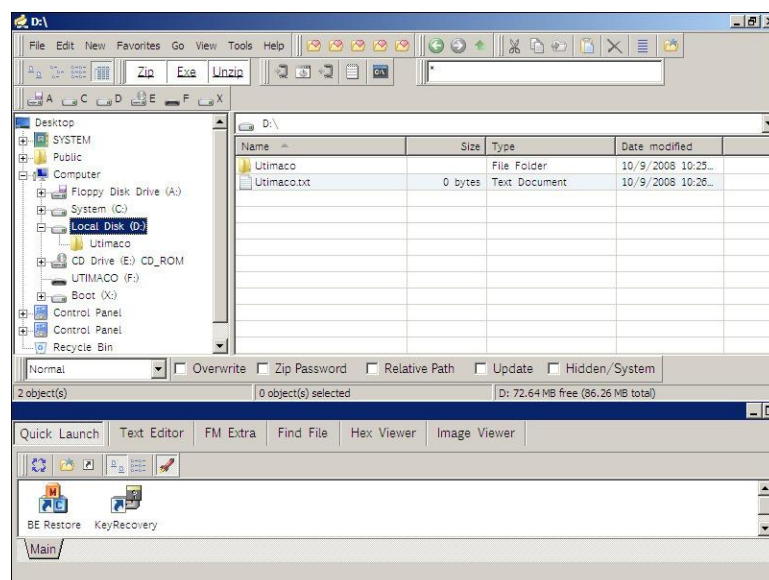 D:\
File Edit New Favorites Go View Tools Help
Zip Exe Unzip
*
A C D E F X
Desktop
SYSTEM
Public
Computer
Floppy Disk Drive (A:)
System (C:)
Local Disk (D:)
Utimaco
CD Drive (E:) CD_ROM
UTIMACO (F:)
Boot (X:)
Control Panel
Control Panel
Recycle Bin
D:\
Name Size Type Date modified
Utimaco File Folder 10/9/2008 10:25...
Utimaco.txt 0 bytes Text Document 10/9/2008 10:26...
Normal Overwrite Zip Password Relative Path Update Hidden/System
2 object(s) 0 object(s) selected D: 72.64 MB free (86.26 MB total)
Quick Launch Text Editor FM Extra Find File Hex Viewer Image Viewer
BE Restore KeyRecovery
\Main/